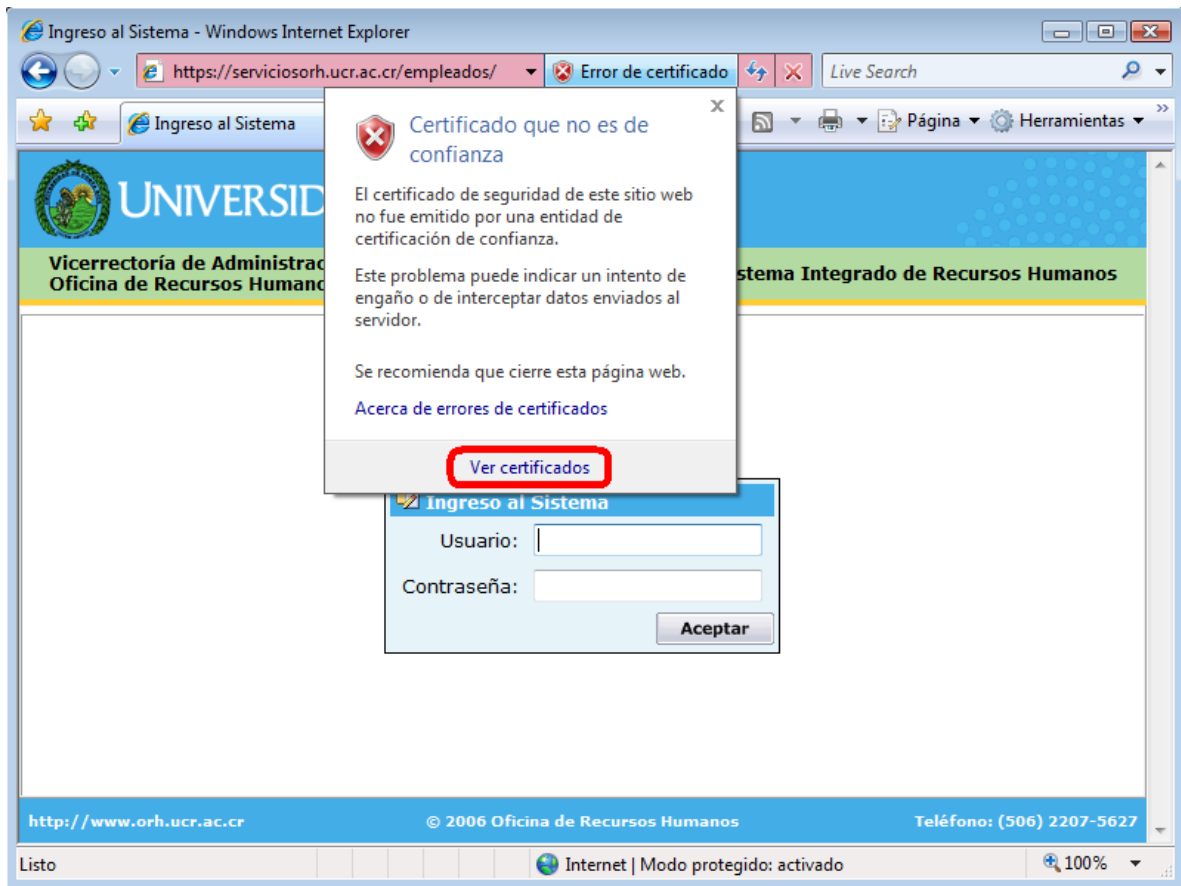 Ingreso al Sistema - Windows Internet Explorer
https://serviciosorh.ucr.ac.cr/empleados/
Error de certificado
Live Search
Ingreso al Sistema
Página
Herramientas
Certificado que no es de
confianza
El certificado de seguridad de este sitio web
no fue emitido por una entidad de
certificación de confianza.
Este problema puede indicar un intento de
engaño o de interceptar datos enviados al
servidor.
Se recomienda que cierre esta página web.
Acerca de errores de certificados
Ver certificados
UNIVERSID
Vicerrectoría de Administrac
Oficina de Recursos Humano
stema Integrado de Recursos Humanos
Ingreso al Sistema
Usuario:
Contraseña:
Aceptar
http://www.orh.ucr.ac.cr
© 2006 Oficina de Recursos Humanos
Teléfono: (506) 2207-5627
Listo
Internet | Modo protegido: activado
100%